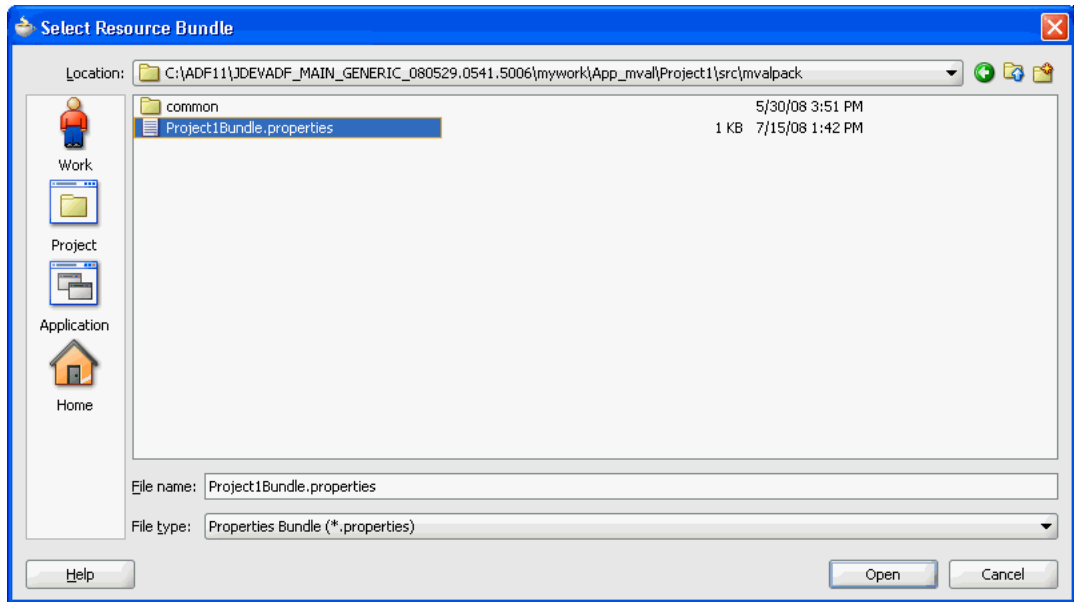 Select Resource Bundle
Location: C:\ADF11\JDEVADF_MAIN_GENERIC_080529.0541.5006\mywork\App_mval\Project1\src\mvalpack
common 5/30/08 3:51 PM
Project1Bundle.properties 1 KB 7/15/08 1:42 PM
Work
Project
Application
Home
File name: Project1Bundle.properties
File type: Properties Bundle (*.properties)
Help Open Cancel